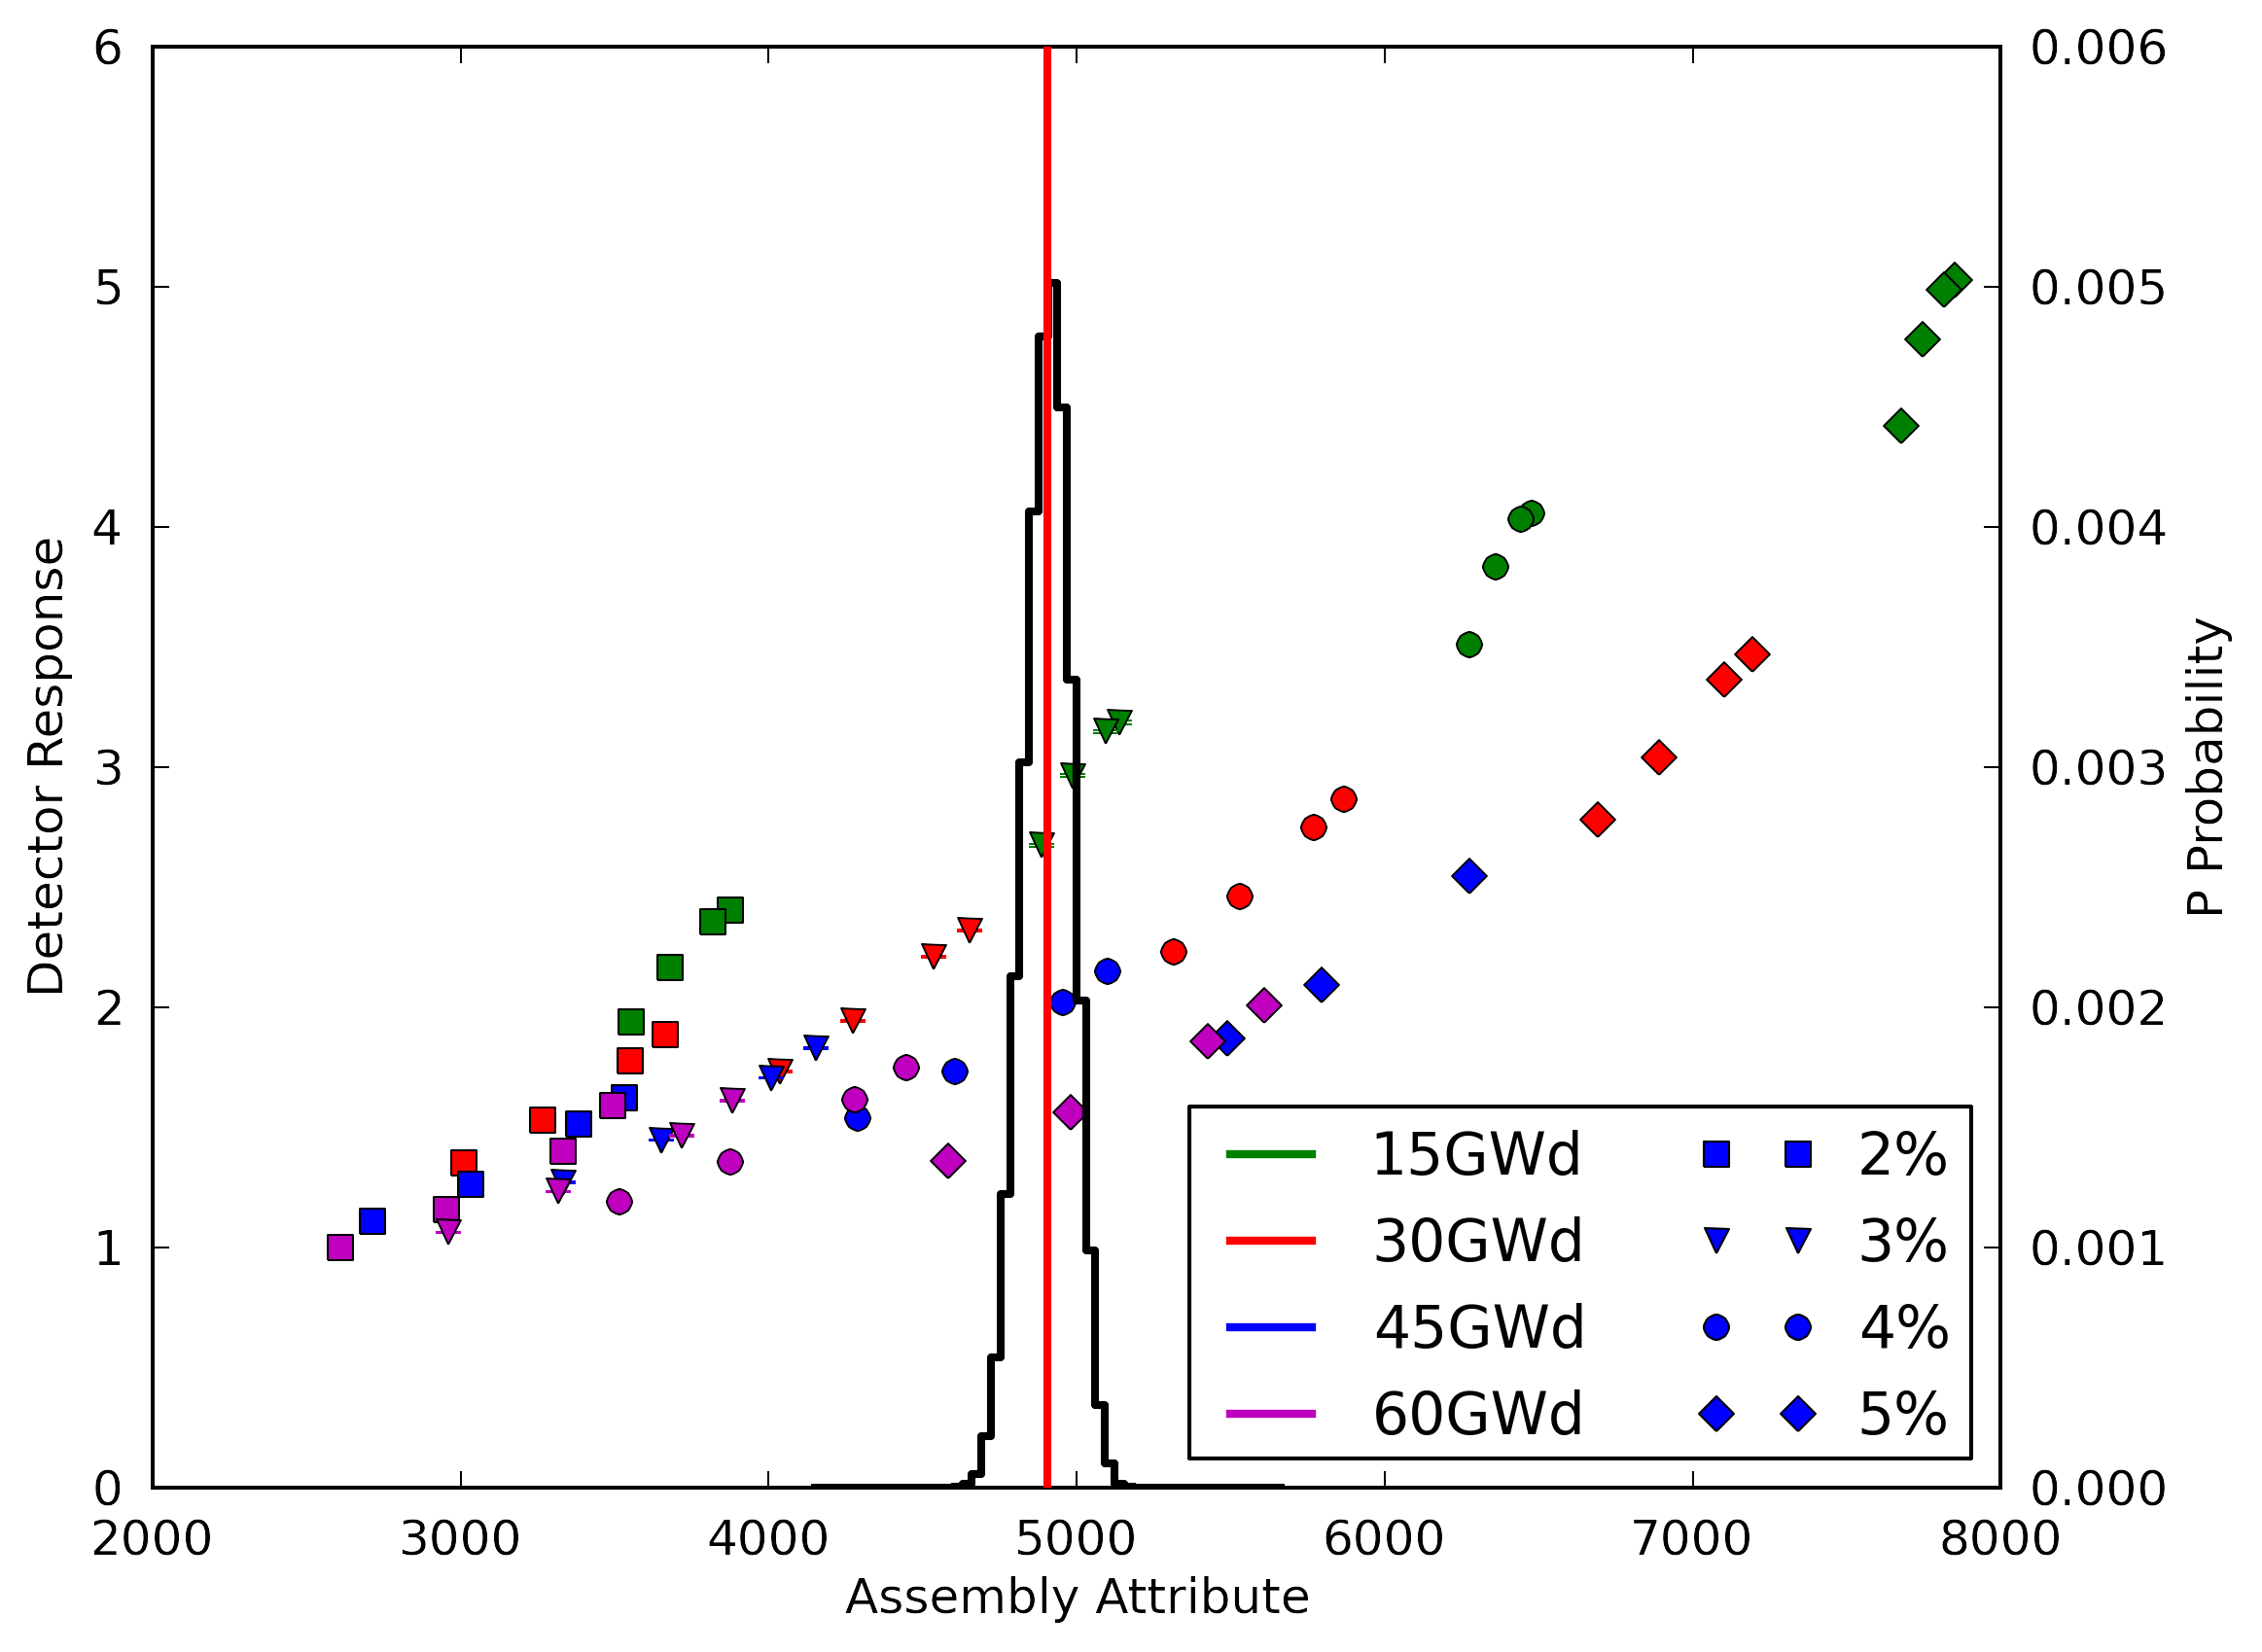 6
5
4
3
2
1
0
Detector Response
0.006
0.005
0.004
0.003
0.002
0.001
0.000
P Probability
15GWd 2%
30GWd 3%
45GWd 4%
60GWd 5%
2000 3000 4000 5000 6000 7000 8000
Assembly Attribute